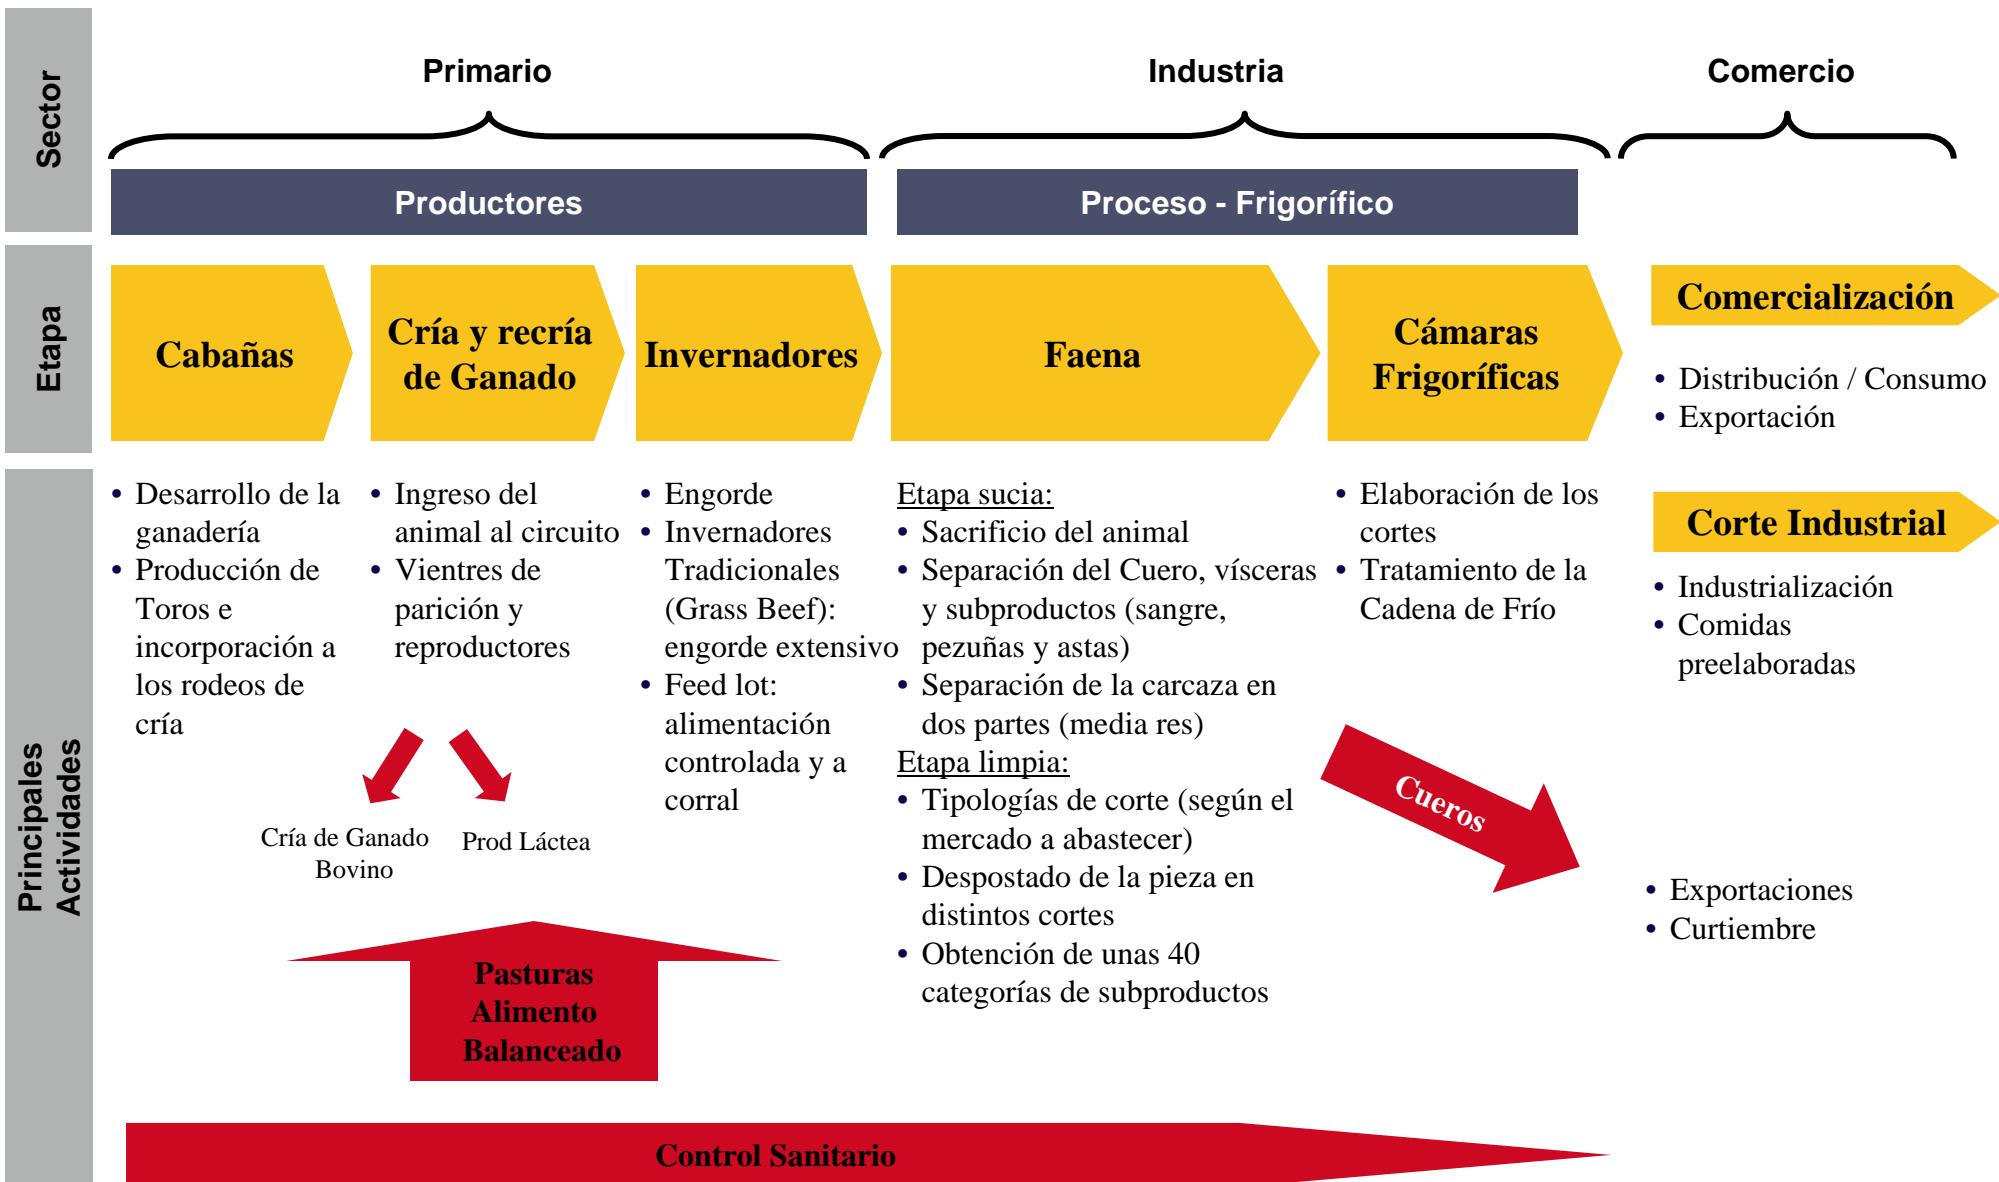 Sector
Primario
Industria
Comercio
Productores
Proceso - Frigorífico
Etapa
Cabañas
Cría y recría
de Ganado
Invernadores
Faena
Cámaras
Frigoríficas
Comercialización
• Distribución / Consumo
• Exportación
Principales
Actividades
• Desarrollo de la
ganadería
• Producción de
Toros e
incorporación a
los rodeos de
cría
• Ingreso del
animal al circuito
• Vientres de
parición y
reproductores
Cría de Ganado
Bovino
Prod Láctea
• Engorde
• Invernadores
Tradicionales
(Grass Beef):
engorde extensivo
• Feed lot:
alimentación
controlada y a
corral
Etapa sucia:
• Sacrificio del animal
• Separación del Cuero, vísceras
y subproductos (sangre,
pezuñas y astas)
• Separación de la carcaza en
dos partes (media res)
Etapa limpia:
• Tipologías de corte (según el
mercado a abastecer)
• Despostado de la pieza en
distintos cortes
• Obtención de unas 40
categorías de subproductos
• Elaboración de los
cortes
• Tratamiento de la
Cadena de Frío
Corte Industrial
• Industrialización
• Comidas
preelaboradas
Cueros
• Exportaciones
• Curtiembre
Pasturas
Alimento
Balanceado
Control Sanitario